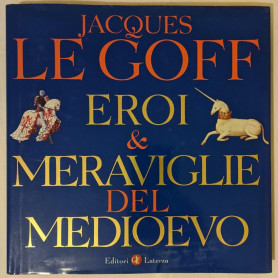 JACQUES
LE GOFF
EROI
&
MERAVIGLIE
DEL
MEDIOEVO
Editori Laterza